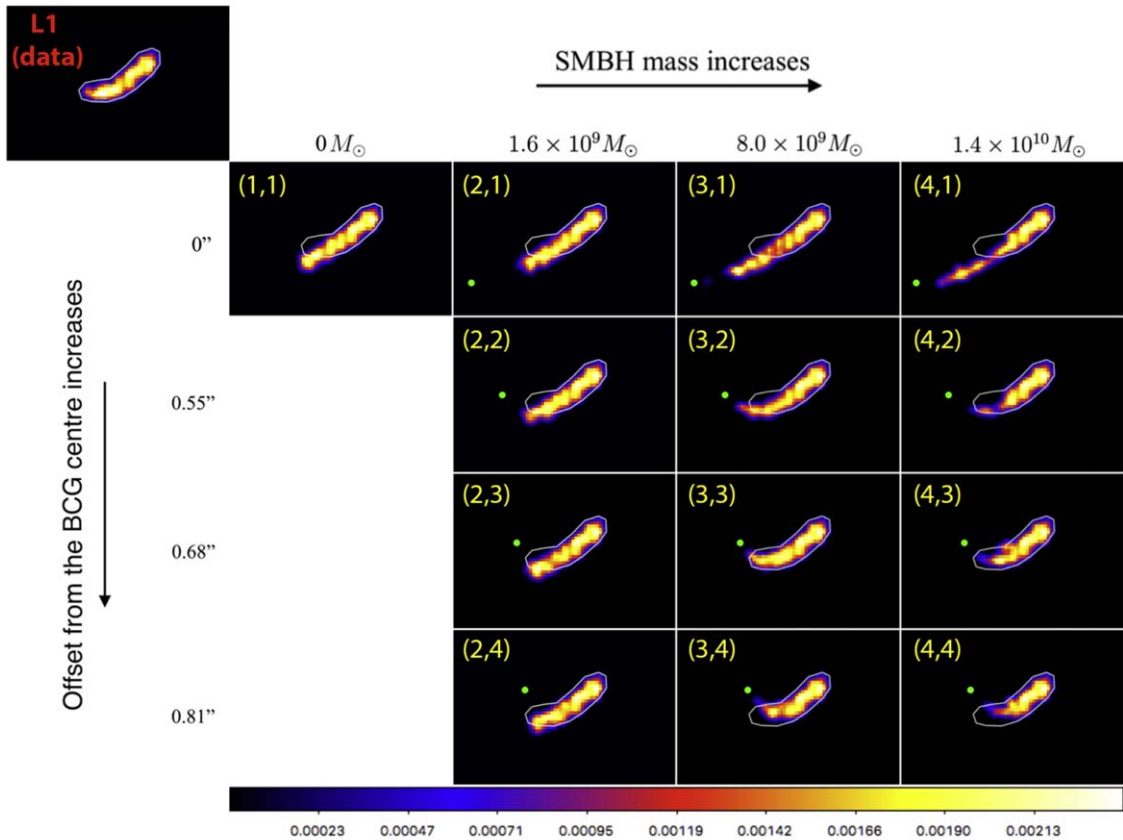 L1
(data)
SMBH mass increases
0 M⊙
1.6 × 10⁹ M⊙
8.0 × 10⁹ M⊙
1.4 × 10¹⁰ M⊙
Offset from the BCG centre increases
0”
(1,1)
(2,1)
(3,1)
(4,1)
0.55”
(2,2)
(3,2)
(4,2)
0.68”
(2,3)
(3,3)
(4,3)
0.81”
(2,4)
(3,4)
(4,4)
0.00023 0.00047 0.00071 0.00095 0.00119 0.00142 0.00166 0.00190 0.00213